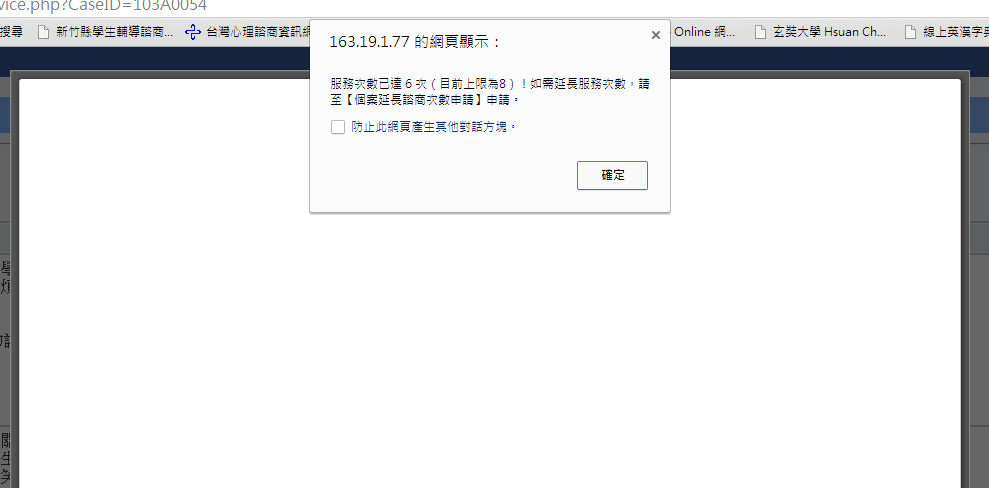 vice.php?CaseID=103A0054
搜尋 新竹縣學生輔導諮商... 台灣心理諮商資訊網 Online 網... 玄奘大學 Hsuan Ch... 線上英漢字典
163.19.1.77 的網頁顯示：
服務次數已達 6 次（目前上限為8）！如需延長服務次數，請
至【個案延長諮商次數申請】申請。
防止此網頁產生其他對話方塊。
確定